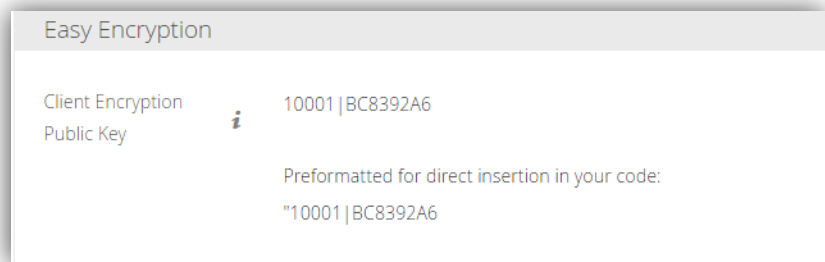 Easy Encryption
Client Encryption
Public Key
i
10001|BC8392A6
Preformatted for direct insertion in your code:
"10001|BC8392A6